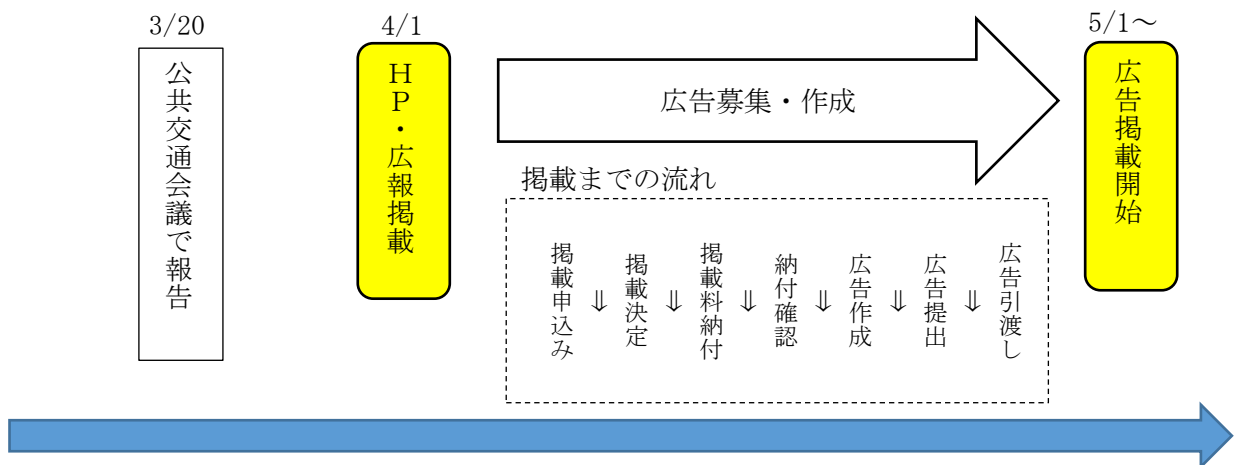 3/20
公共交通会議で報告
4/1
ＨＰ・広報掲載
広告募集・作成
掲載までの流れ
掲載申込み
⇓
掲載決定
⇓
掲載料納付
⇓
納付確認
⇓
広告作成
⇓
広告提出
⇓
広告引渡し
5/1～
広告掲載開始